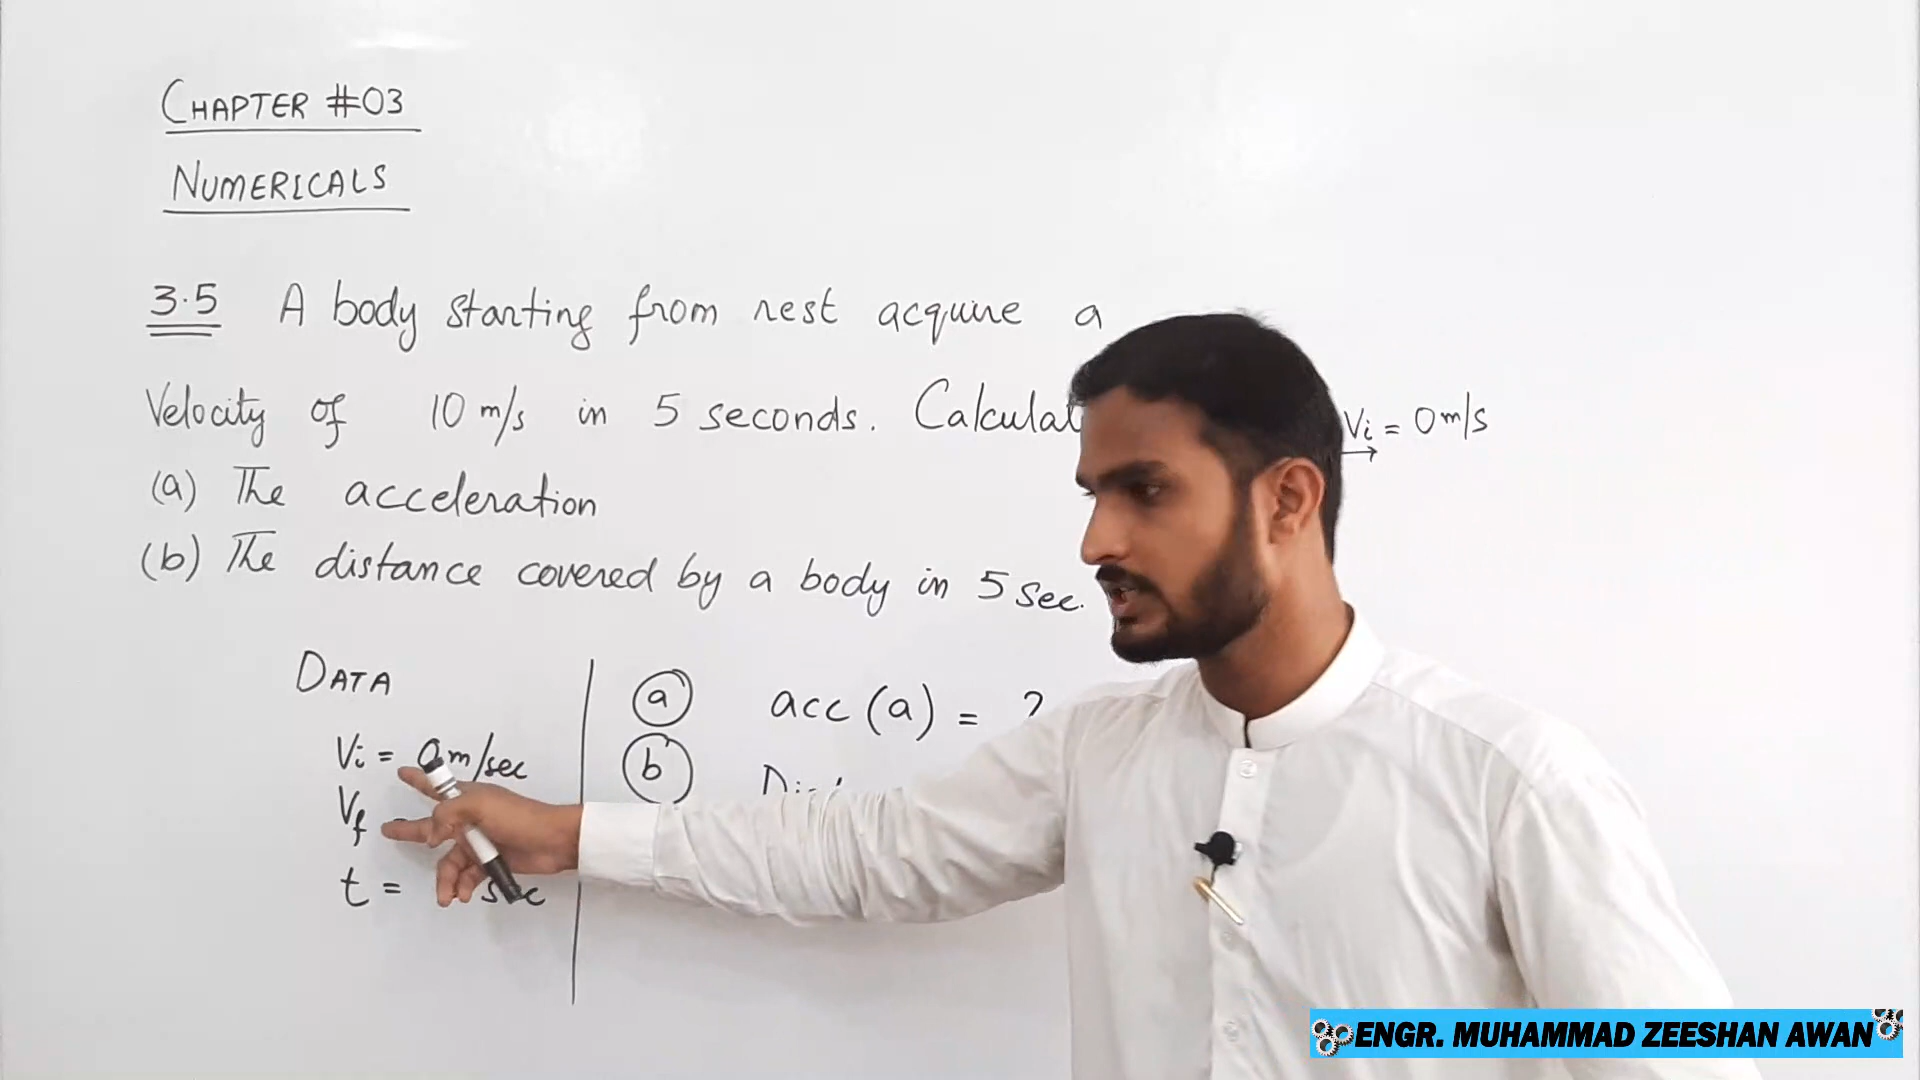 CHAPTER #03
NUMERICALS
3.5 A body starting from rest acquire a
Velocity of 10 m/s in 5 seconds. Calculat
Vi = 0 m/s
(a) The acceleration
(b) The distance covered by a body in 5 sec.
DATA
Vi = 0 m/sec
Vf
t = sec
a acc (a) = ?
b
ENGR. MUHAMMAD ZEESHAN AWAN